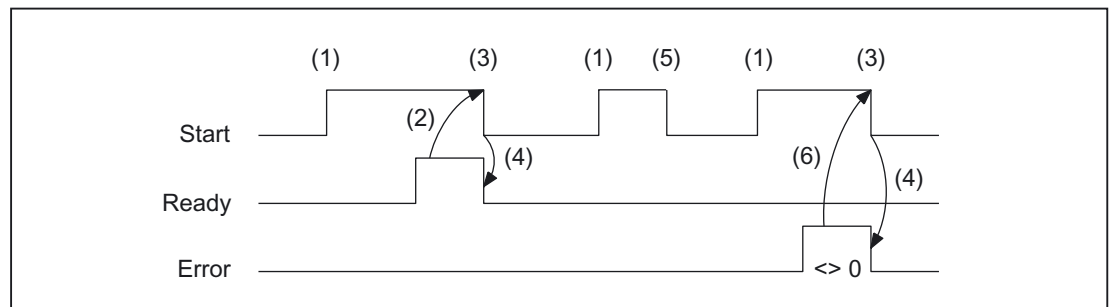 (1) (3) (1) (5) (1) (3)
Start
(2)
(4)
(6)
(4)
Ready
Error
<> 0